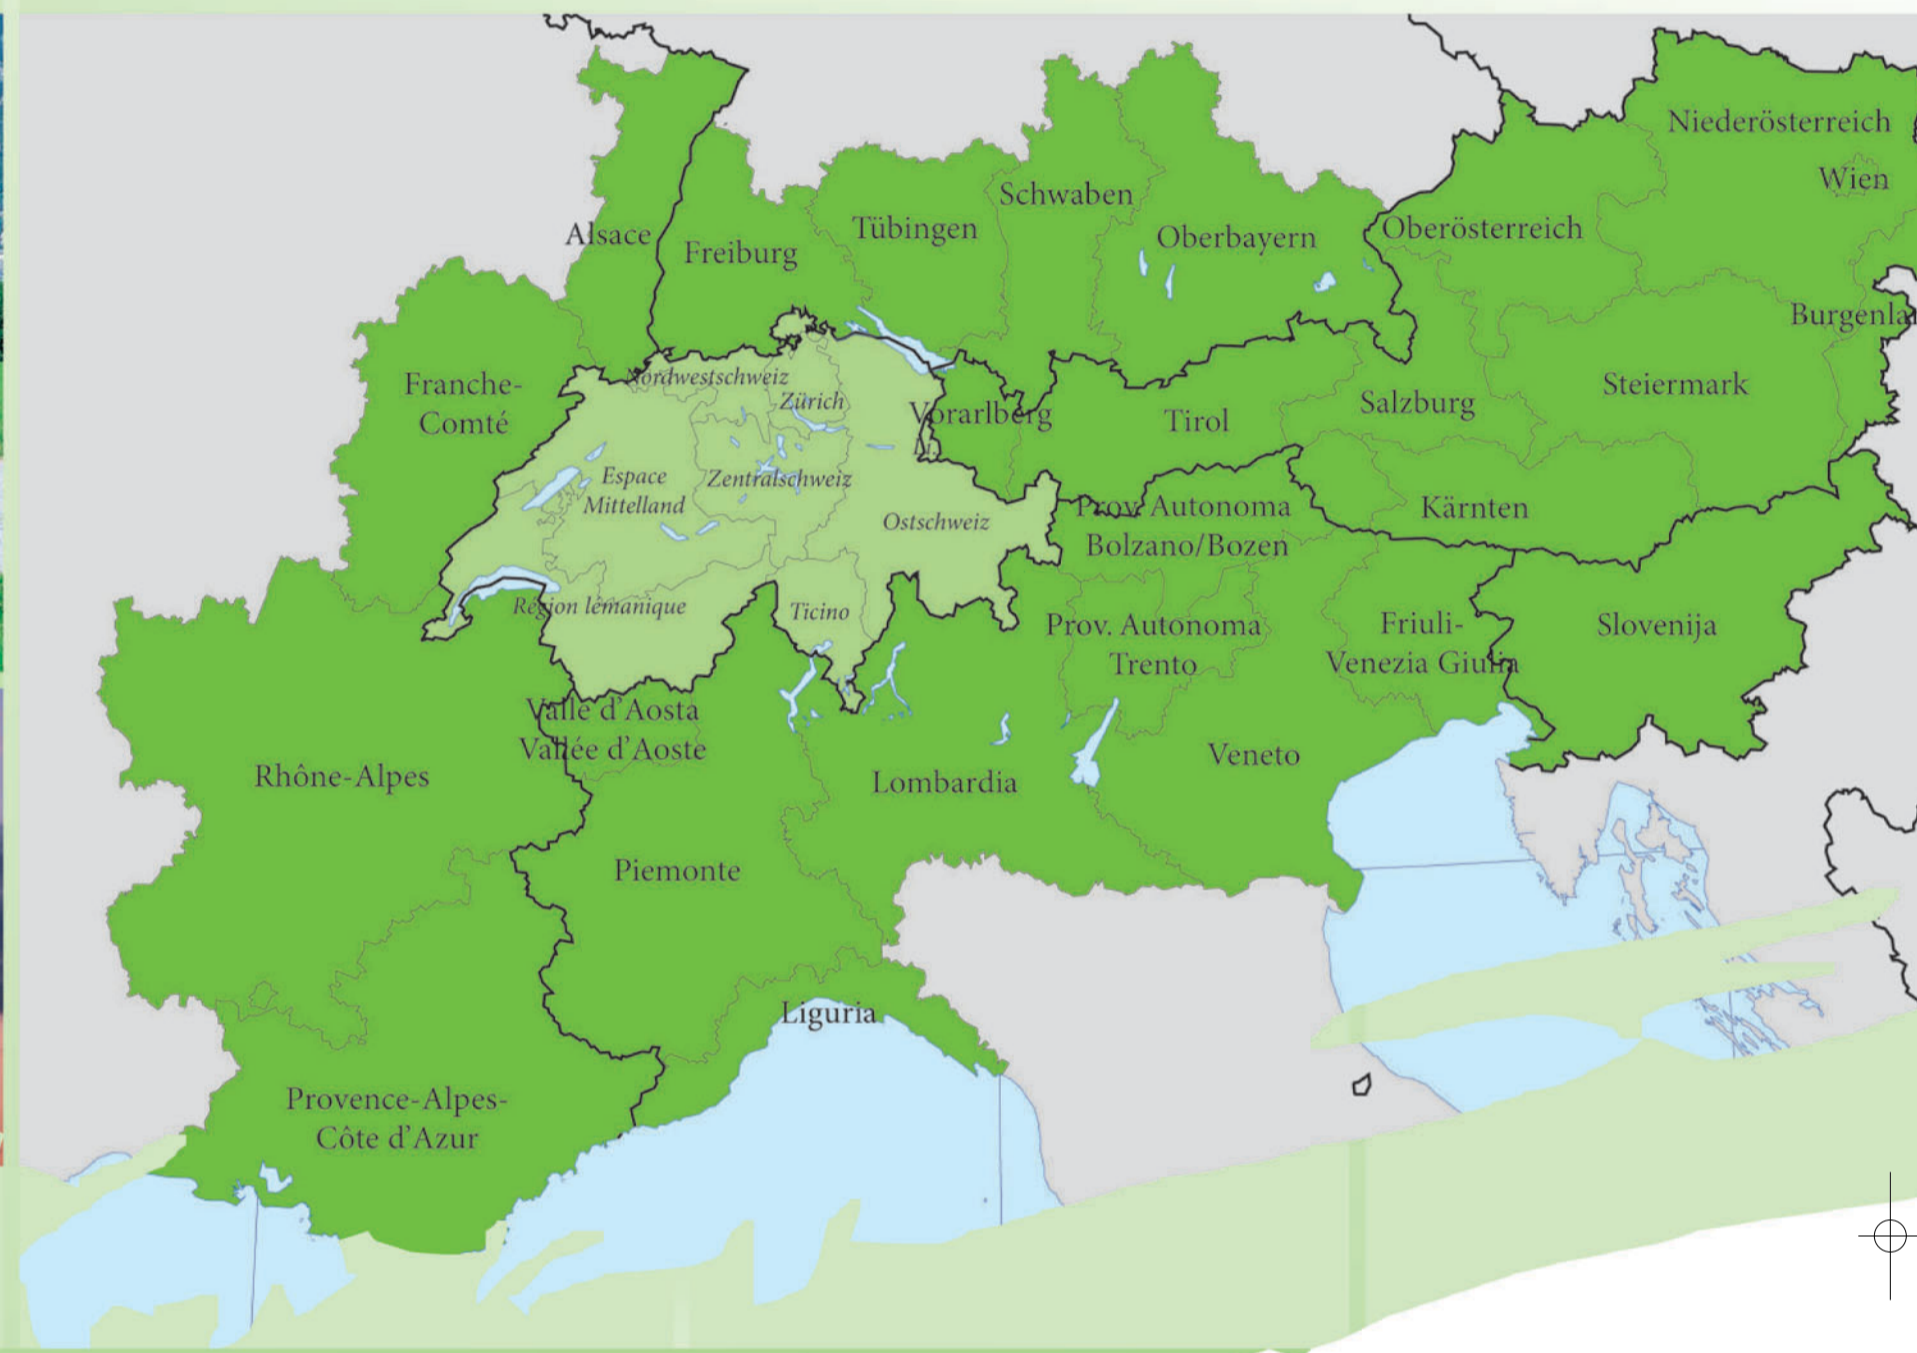 Niederösterreich
Wien
Schwaben
Tübingen
Alsace
Freiburg
Oberbayern
Oberösterreich
Burgenla
Franche-
Comté
Nordwestschweiz
Zürich
Vorarlberg
Li.
Tirol
Salzburg
Steiermark
Espace
Mittelland
Zentralschweiz
Ostschweiz
Prov. Autonoma
Bolzano/Bozen
Kärnten
Région lémanique
Ticino
Prov. Autonoma
Trento
Friuli-
Venezia Giulia
Slovenija
Valle d'Aosta
Vallée d'Aoste
Rhône-Alpes
Lombardia
Veneto
Piemonte
Liguria
Provence-Alpes-
Côte d'Azur